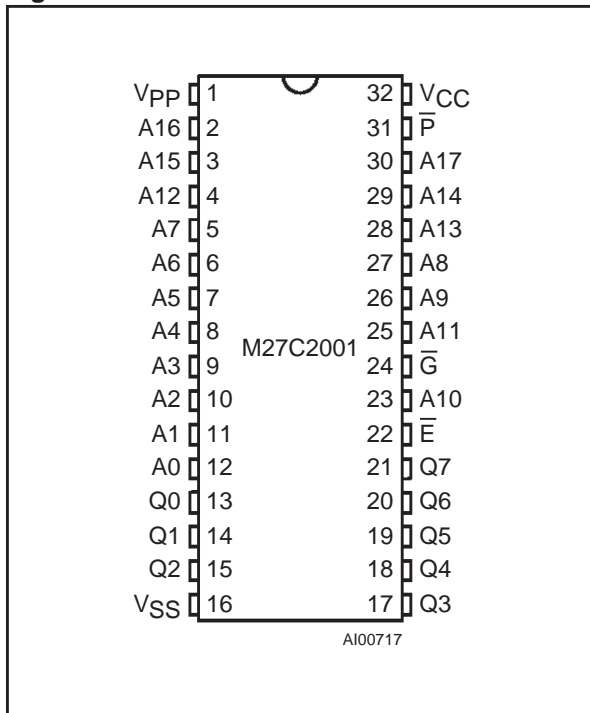 VPP 1 32 VCC
A16 2 31 P̅
A15 3 30 A17
A12 4 29 A14
A7 5 28 A13
A6 6 27 A8
A5 7 26 A9
A4 8 25 A11
M27C2001
A3 9 24 G̅
A2 10 23 A10
A1 11 22 E̅
A0 12 21 Q7
Q0 13 20 Q6
Q1 14 19 Q5
Q2 15 18 Q4
VSS 16 17 Q3
AI00717